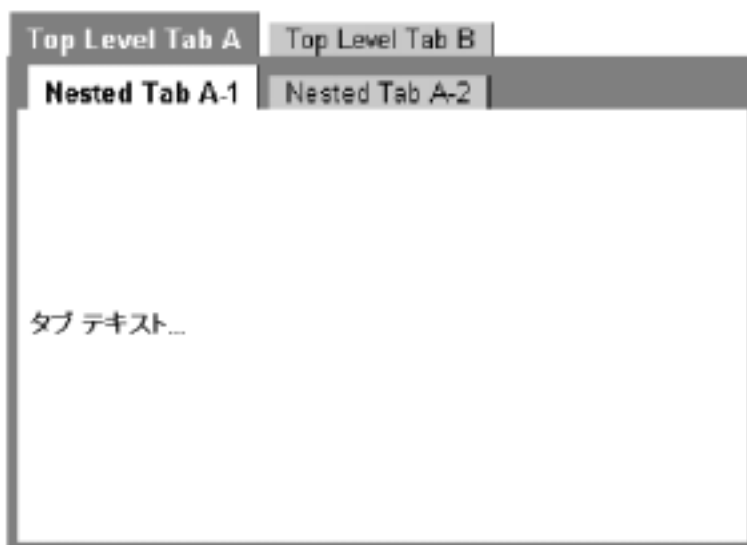 Top Level Tab A Top Level Tab B
Nested Tab A-1 Nested Tab A-2
タブ テキスト...